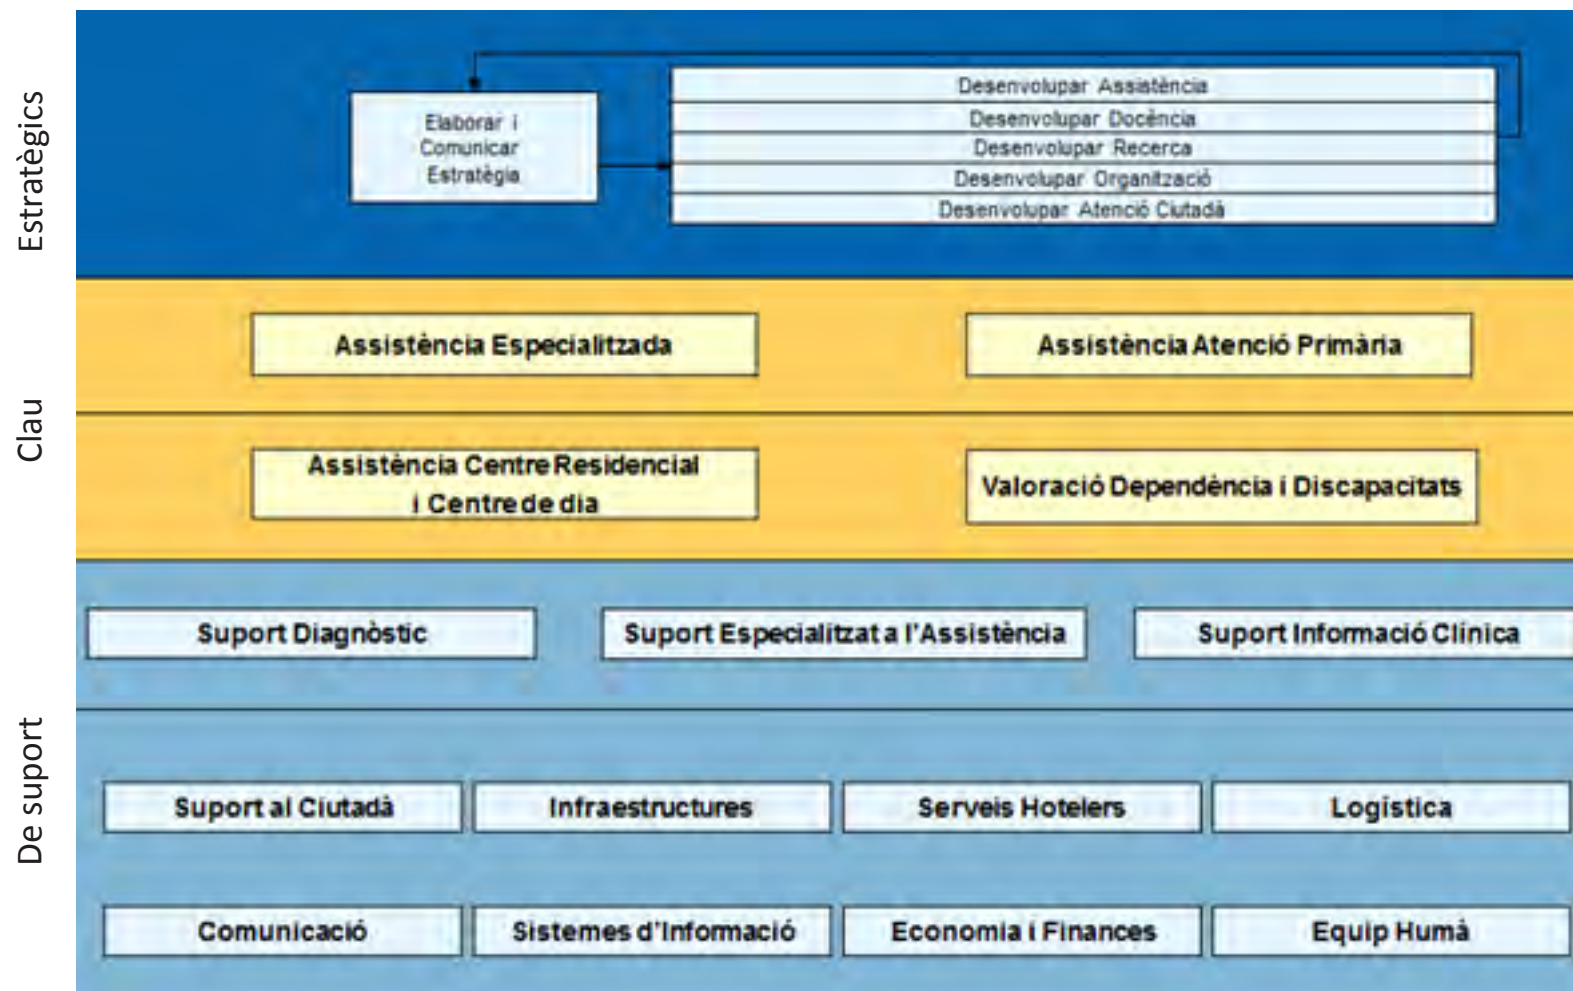 Estratègics
Elaborar i
Comunicar
Estratègia
Desenvolupar Assistència
Desenvolupar Docència
Desenvolupar Recerca
Desenvolupar Organització
Desenvolupar Atenció Ciutadà
Clau
Assistència Especialitzada
Assistència Atenció Primària
Assistència Centre Residencial
i Centre de dia
Valoració Dependència i Discapacitats
De suport
Suport Diagnòstic
Suport Especialitzat a l'Assistència
Suport Informació Clínica
Suport al Ciutadà
Infraestructures
Serveis Hotelers
Logística
Comunicació
Sistemes d'Informació
Economia i Finances
Equip Humà